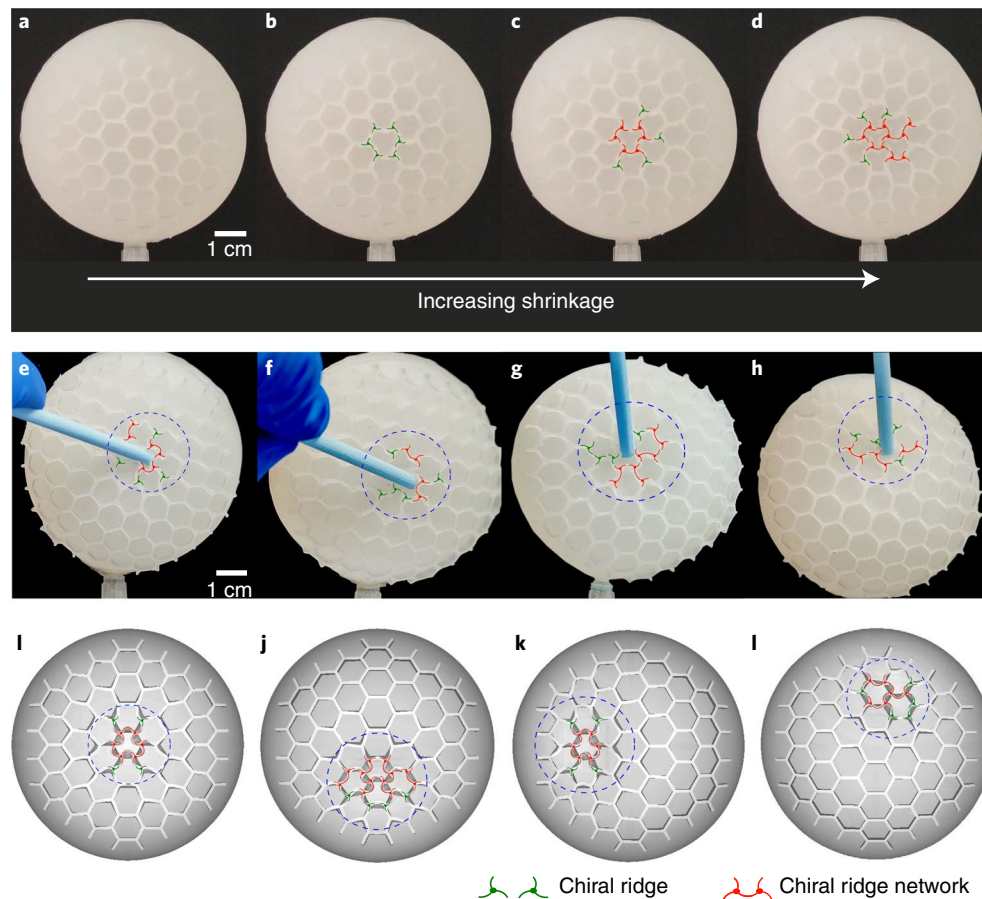 a b c d
1 cm
Increasing shrinkage
e f g h
1 cm
l j k l
Chiral ridge Chiral ridge network